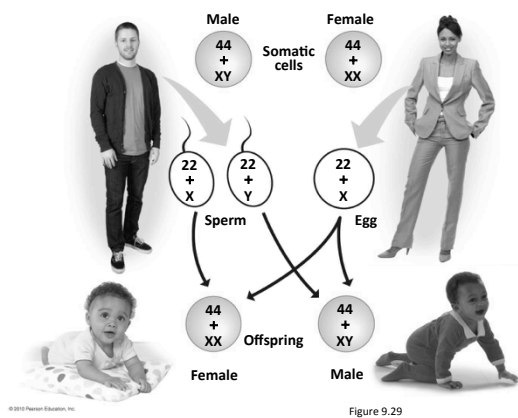 Male
Female
44
+
XY
Somatic
cells
44
+
XX
22
+
X
22
+
Y
22
+
X
Sperm
Egg
44
+
XX
Offspring
44
+
XY
Female
Male
© 2010 Pearson Education, Inc.
Figure 9.29